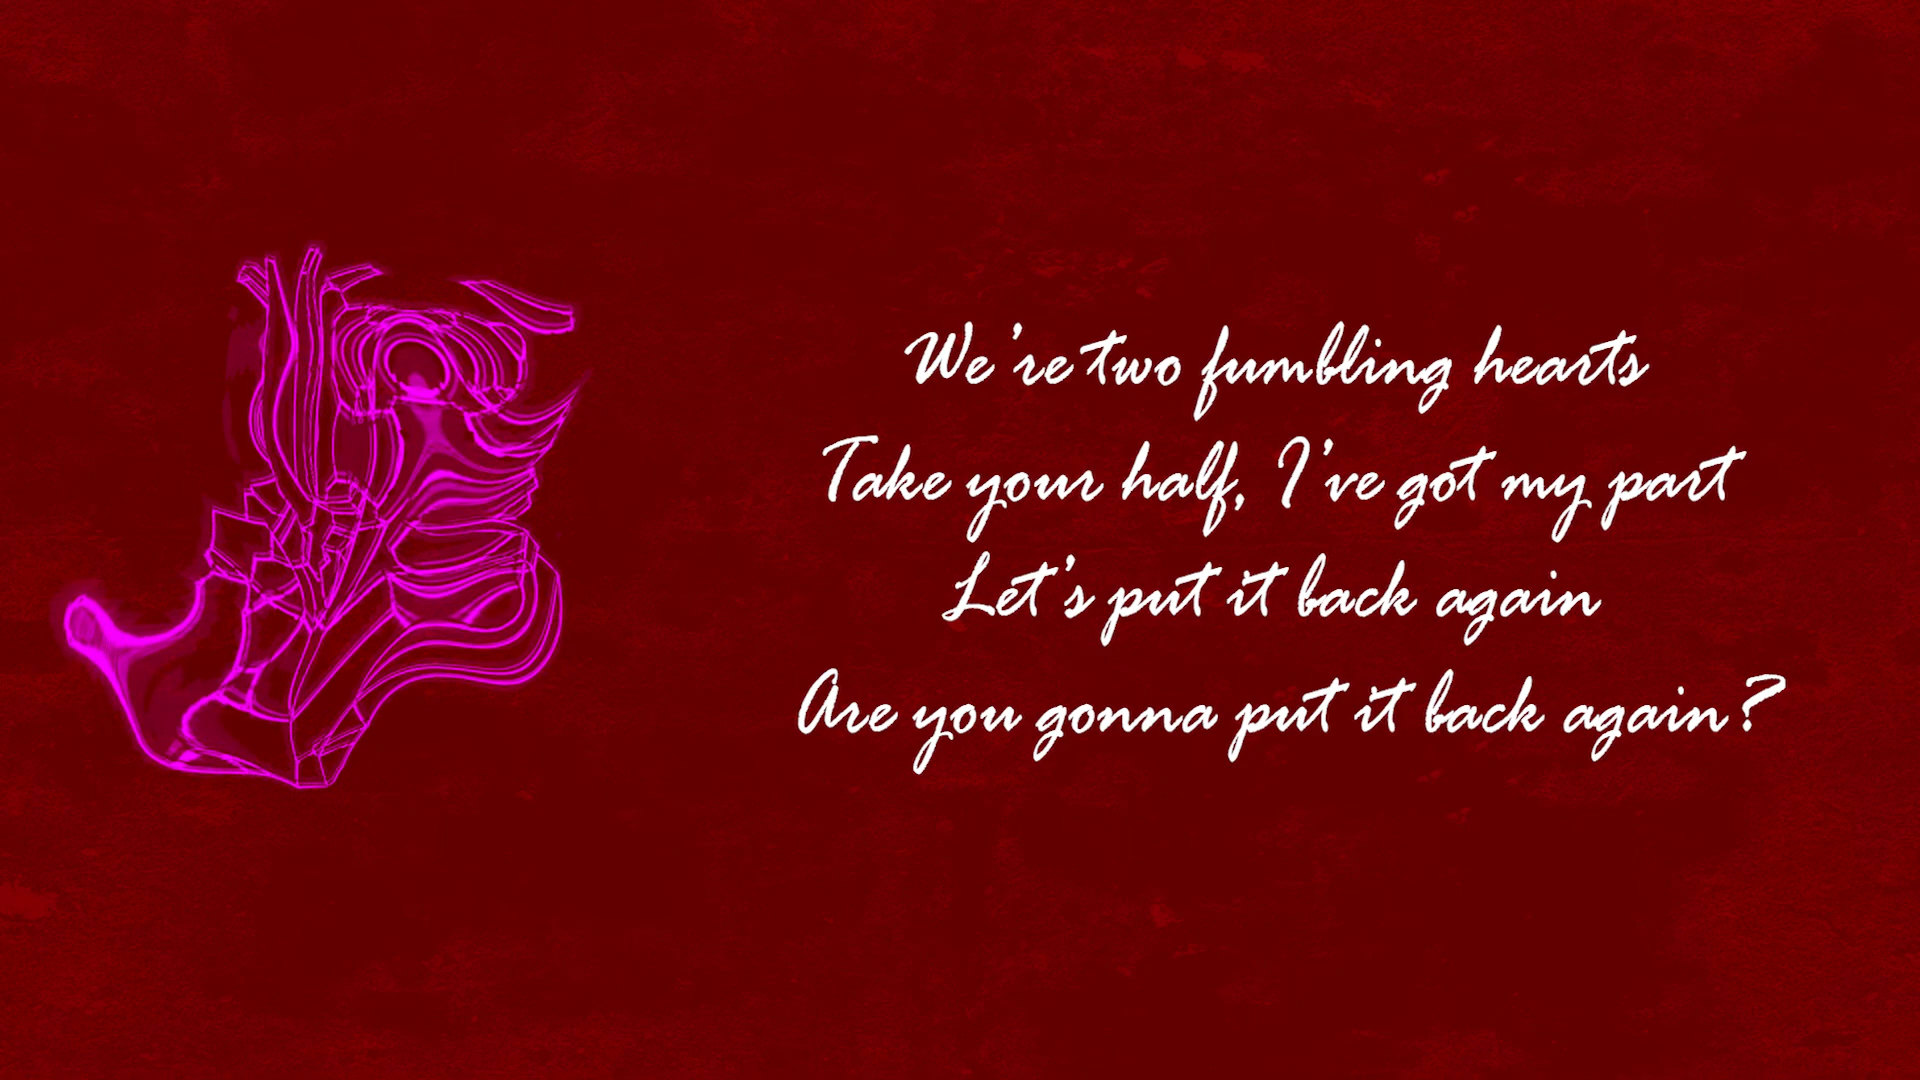 We're two fumbling hearts
Take your half, I've got my part
Let's put it back again
Are you gonna put it back again?